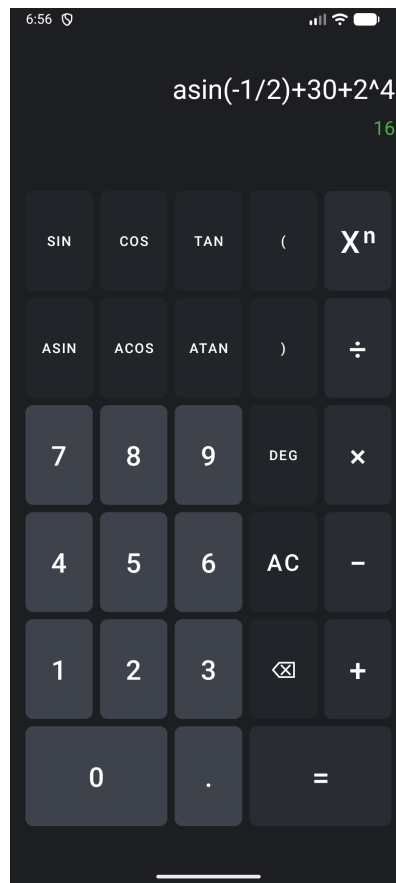 6:56
asin(-1/2)+30+2^4
16
SIN COS TAN ( Xⁿ
ASIN ACOS ATAN ) ÷
7 8 9 DEG ×
4 5 6 AC −
1 2 3 +
0 . =